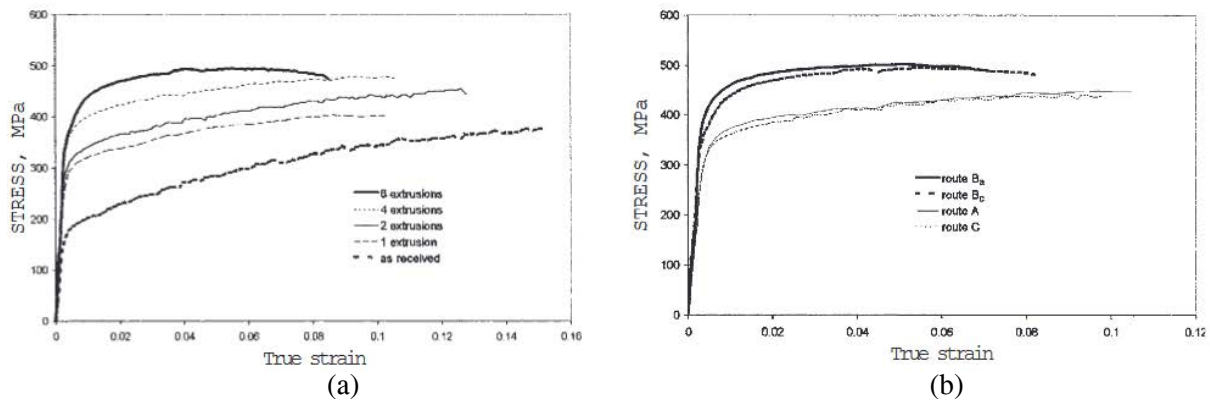 600
500
400
300
200
100
0
STRESS, MPa
8 extrusions
4 extrusions
2 extrusions
1 extrusion
as received
0 0.02 0.04 0.06 0.08 0.1 0.12 0.14 0.16
True strain
(a)
600
500
400
300
200
100
0
STRESS, MPa
route Ba
route Bc
route A
route C
0 0.02 0.04 0.06 0.08 0.1 0.12
True strain
(b)